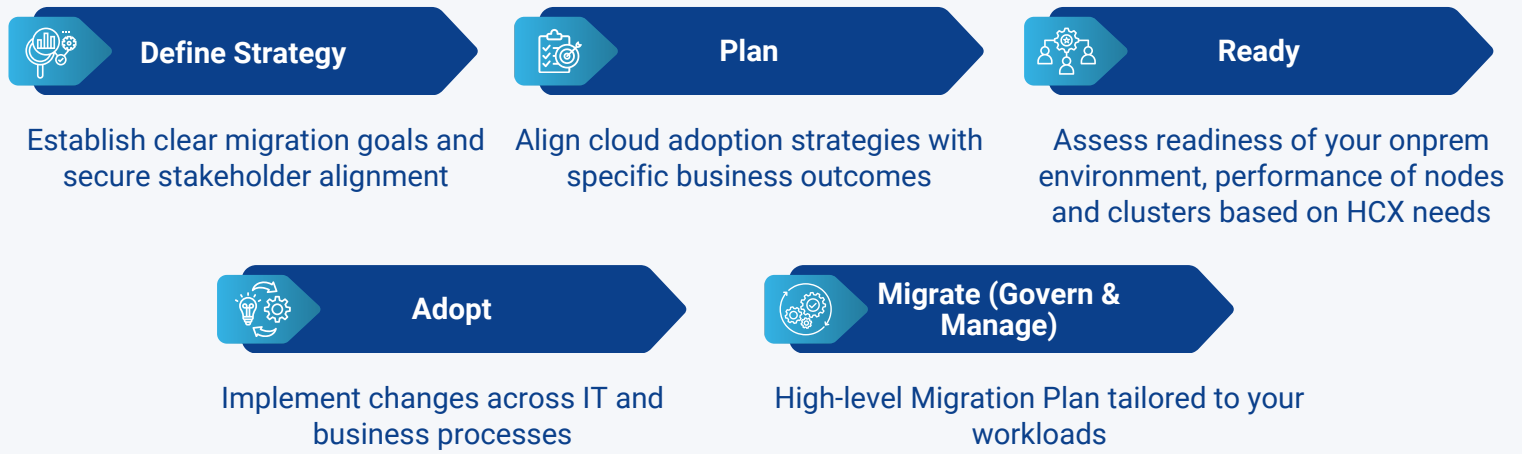 Define Strategy
Establish clear migration goals and
secure stakeholder alignment
Plan
Align cloud adoption strategies with
specific business outcomes
Ready
Assess readiness of your onprem
environment, performance of nodes
and clusters based on HCX needs
Adopt
Implement changes across IT and
business processes
Migrate (Govern &
Manage)
High-level Migration Plan tailored to your
workloads